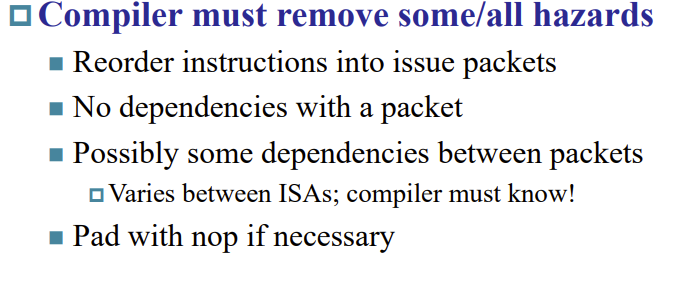 Compiler must remove some/all hazards
Reorder instructions into issue packets
No dependencies with a packet
Possibly some dependencies between packets
Varies between ISAs; compiler must know!
Pad with nop if necessary